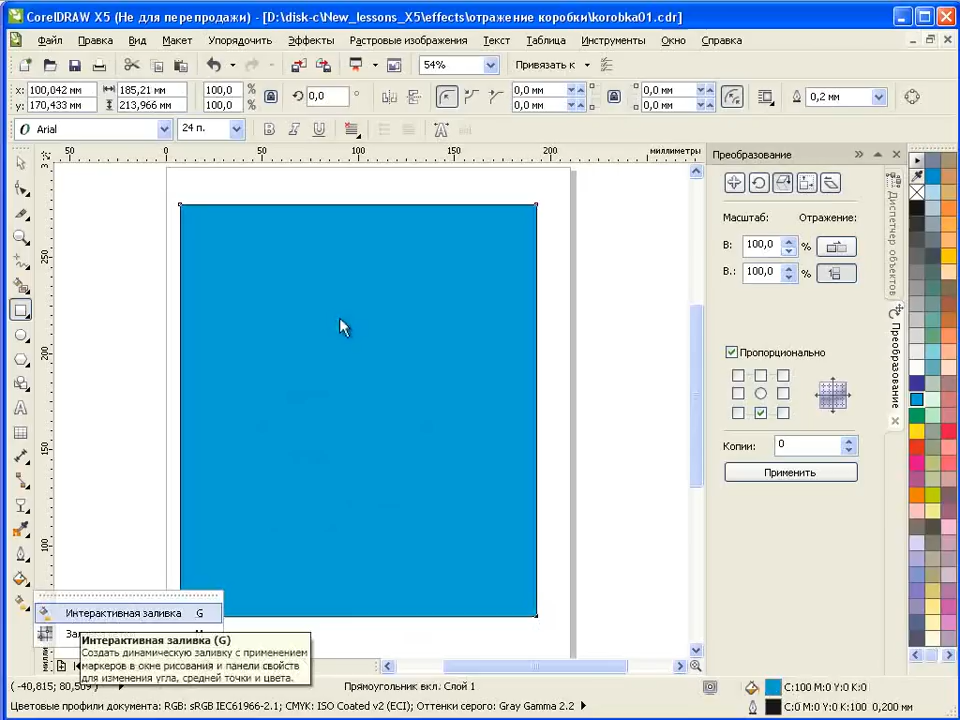 CorelDRAW X5 (Не для перепродажи) - [D:\disk-c\New_lessons_X5\effects\отражение коробки\korobka01.cdr]
Файл Правка Вид Макет Упорядочить Эффекты Растровые изображения Текст Таблица Инструменты Окно Справка
54% Привязать к
x: 100,042 мм 185,21 мм 100,0 % 0,0 0,0 мм 0,0 мм 0,2 мм
y: 170,433 мм 213,966 мм 100,0 % 0,0 мм 0,0 мм
O Arial 24 п.
50 0 50 100 150 200 миллиметры
250
200
150
100
Преобразование
Масштаб: Отражение:
В: 100,0 %
В.: 100,0 %
Пропорционально
Копии: 0
Применить
Диспетчер объектов
Преобразование
Интерактивная заливка G
Интерактивная заливка (G)
Создать динамическую заливку с применением
маркеров в окне рисования и панели свойств
для изменения угла, средней точки и цвета.
( -40,815; 80,509 ) Прямоугольник вкл. Слой 1 C:100 M:0 Y:0 K:0
Цветовые профили документа: RGB: sRGB IEC61966-2.1; CMYK: ISO Coated v2 (ECI); Оттенки серого: Gray Gamma 2.2 C:0 M:0 Y:0 K:100 0,200 мм